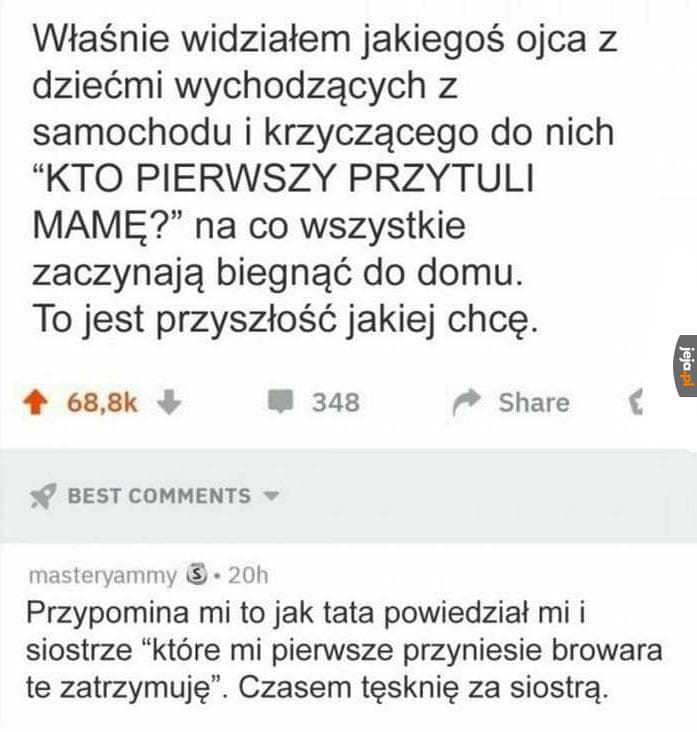 Właśnie widziałem jakiegoś ojca z
dziećmi wychodzących z
samochodu i krzyczącego do nich
“KTO PIERWSZY PRZYTULI
MAMĘ?” na co wszystkie
zaczynają biegnąć do domu.
To jest przyszłość jakiej chcę.
jeja.pl
68,8k 348 Share
BEST COMMENTS
masteryammy S • 20h
Przypomina mi to jak tata powiedział mi i
siostrze “które mi pierwsze przyniesie browara
te zatrzymuję”. Czasem tęsknię za siostrą.